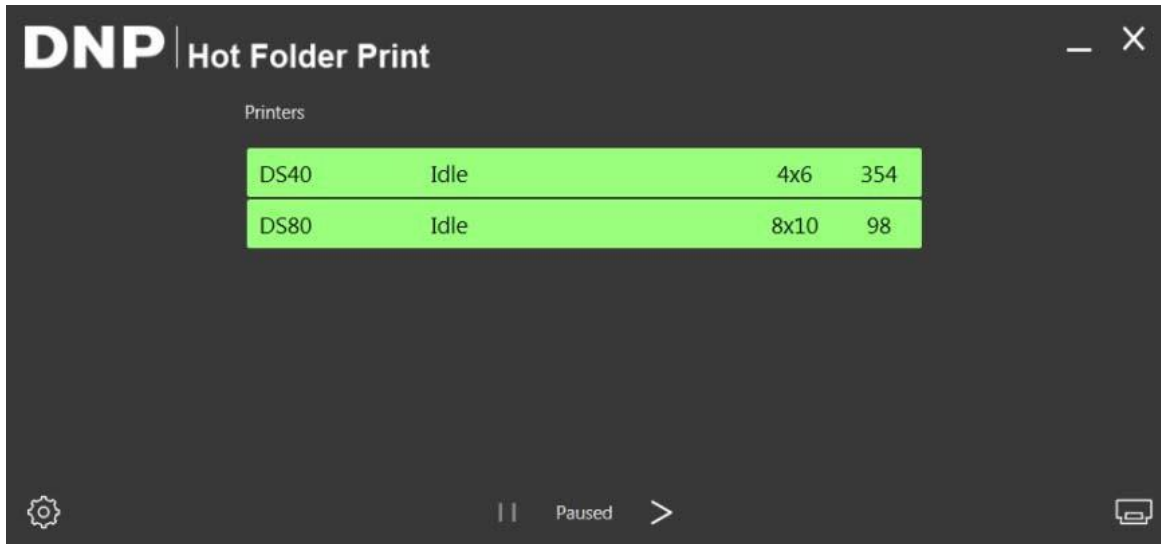 DNP Hot Folder Print
Printers
DS40 Idle 4x6 354
DS80 Idle 8x10 98
Paused